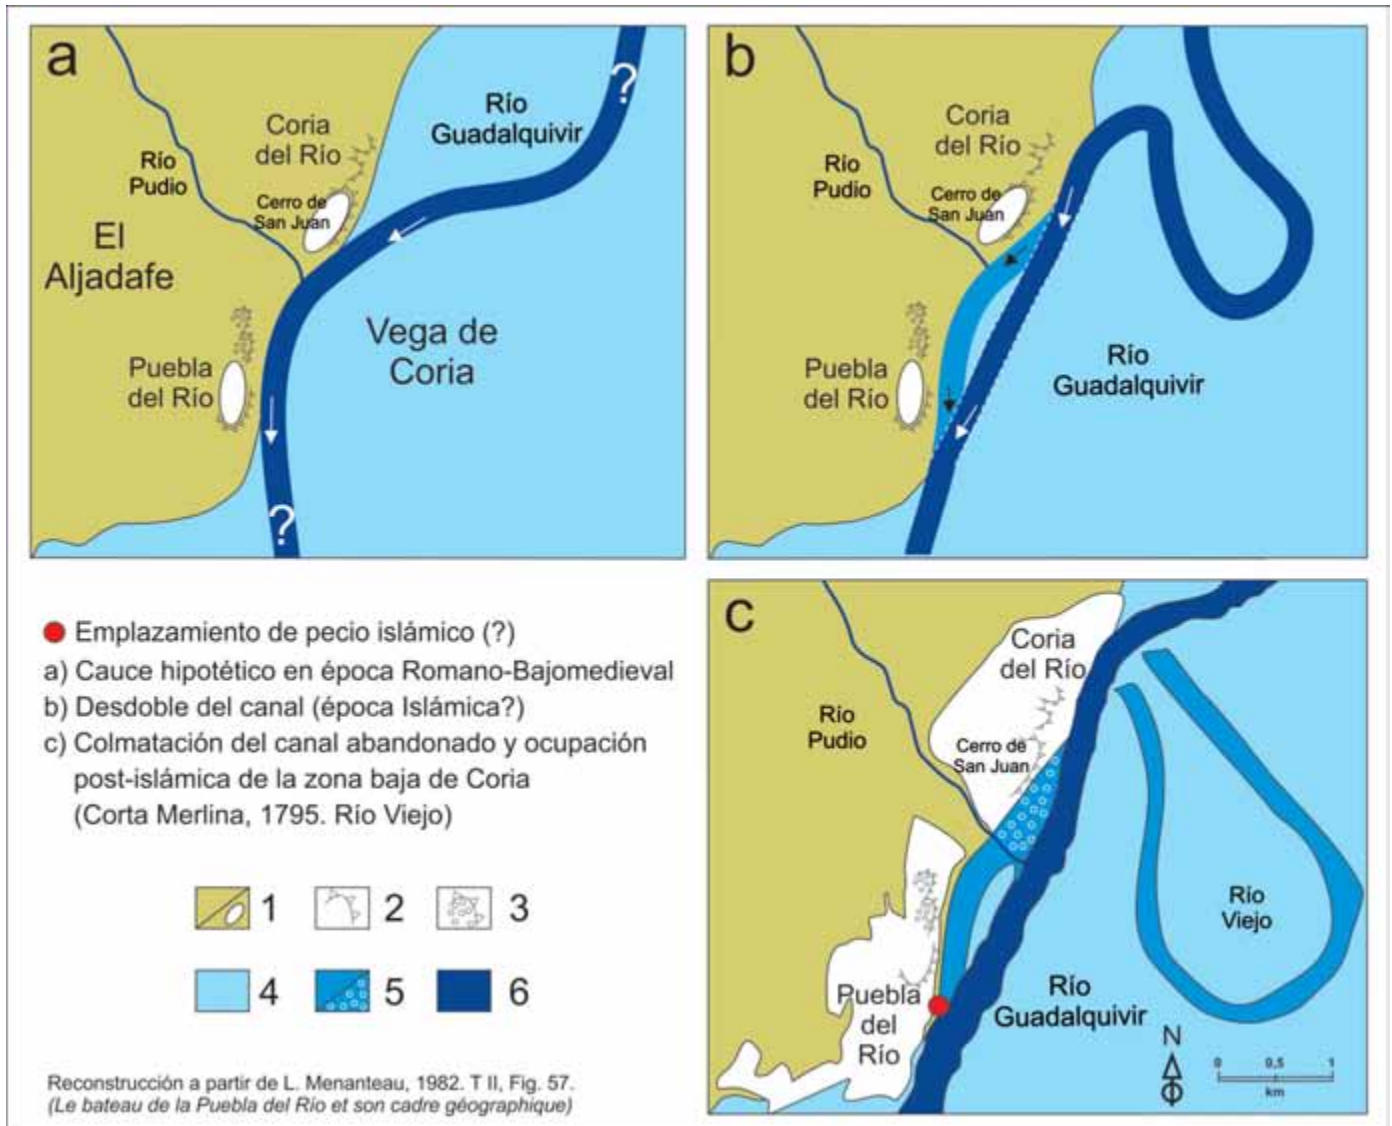 a
?
Río
Guadalquivir
Coria
del Río
Río
Pudio
Cerro de
San Juan
El
Aljadafe
Vega de
Coria
Puebla
del Río
?
b
Coria
del Río
Río
Pudio
Cerro de
San Juan
Río
Guadalquivir
Puebla
del Río
Emplazamiento de pecio islámico (?)
a) Cauce hipotético en época Romano-Bajomedieval
b) Desdoble del canal (época Islámica?)
c) Colmatación del canal abandonado y ocupación
post-islámica de la zona baja de Coria
(Corta Merlina, 1795. Río Viejo)
1 2 3
4 5 6
Reconstrucción a partir de L. Menanteau, 1982. T II, Fig. 57.
(Le bateau de la Puebla del Río et son cadre géographique)
c
Coria
del Río
Río
Pudio
Cerro de
San Juan
Río
Viejo
Puebla
del
Río
Río
Guadalquivir
N
0 0,5 1
km